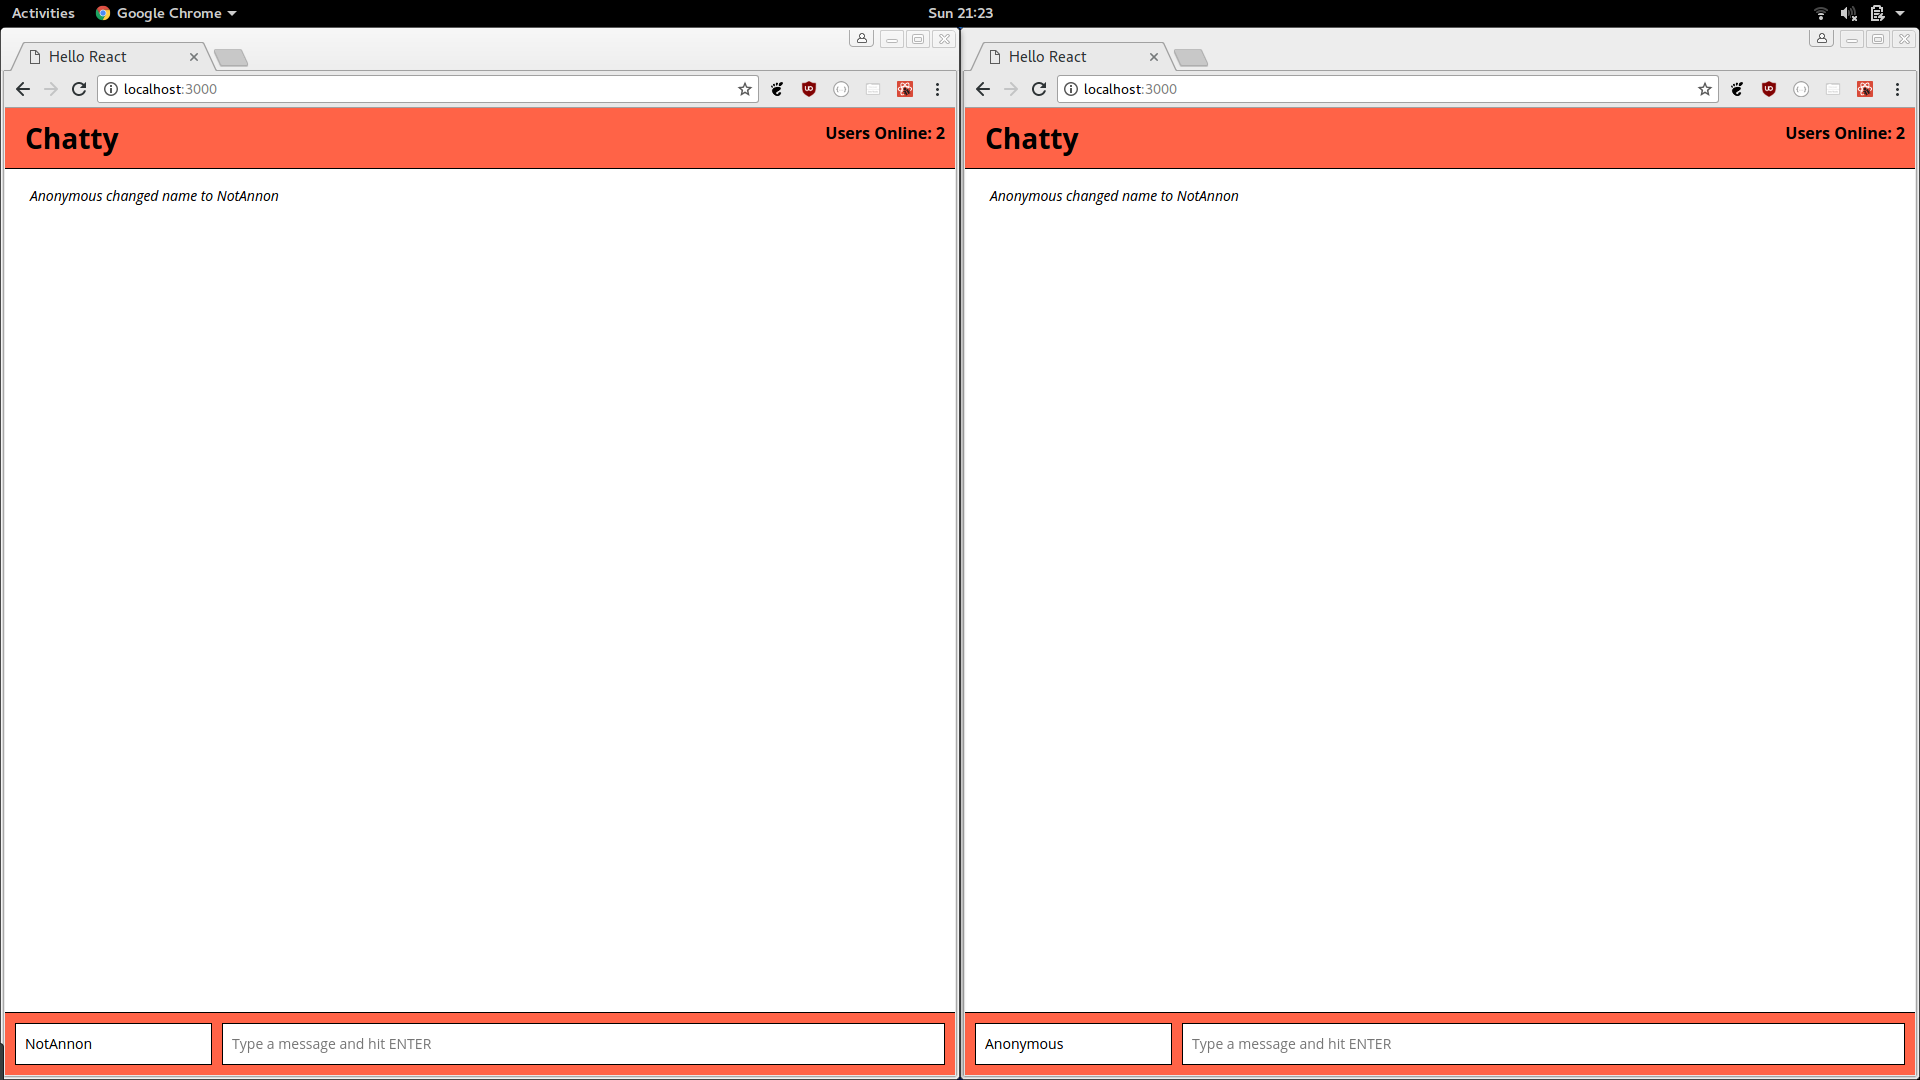 Activities Google Chrome Sun 21:23
Hello React
localhost:3000
Chatty Users Online: 2
Anonymous changed name to NotAnnon
NotAnnon Type a message and hit ENTER
Hello React
localhost:3000
Chatty Users Online: 2
Anonymous changed name to NotAnnon
Anonymous Type a message and hit ENTER